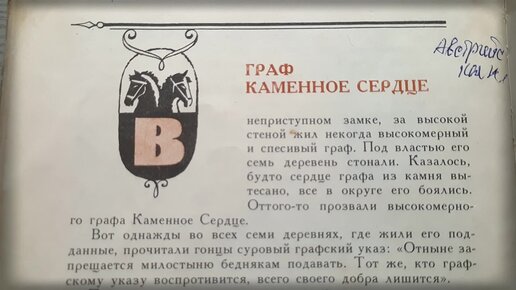 ГРАФ
КАМЕННОЕ СЕРДЦЕ
В
неприступном замке, за высокой
стеной жил некогда высокомерный
и спесивый граф. Под властью его
семь деревень стонали. Казалось,
будто сердце графа из камня вы-
тесано, все в округе его боялись.
Оттого-то прозвали высокомерно-
го графа Каменное Сердце.
Вот однажды во всех семи деревнях, где жили его под-
данные, прочитали гонцы суровый графский указ: «Отныне за-
прещается милостыню беднякам подавать. Тот же, кто граф-
скому указу воспротивится, всего своего добра лишится».